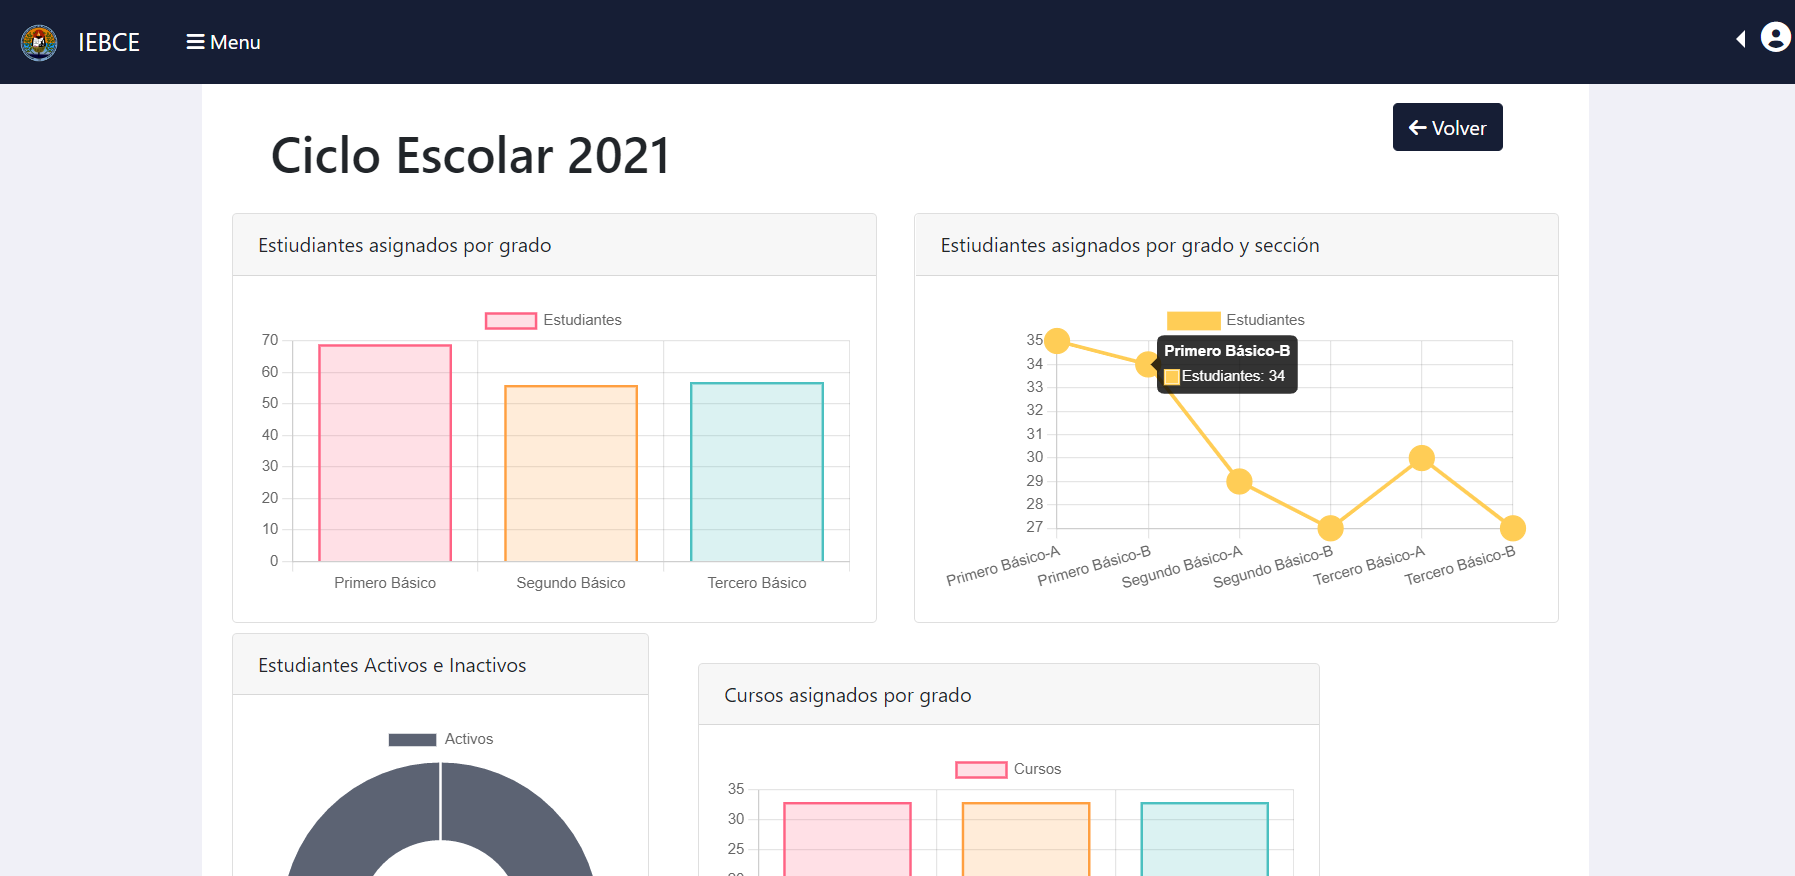 IEBCE
Menu
Volver
Ciclo Escolar 2021
Estiudiantes asignados por grado
Estudiantes
70
60
50
40
30
20
10
0
Primero Básico
Segundo Básico
Tercero Básico
Estiudiantes asignados por grado y sección
Estudiantes
Primero Básico-B
Estudiantes: 34
35
34
33
32
31
30
29
28
27
Primero Básico-A
Primero Básico-B
Segundo Básico-A
Segundo Básico-B
Tercero Básico-A
Tercero Básico-B
Estudiantes Activos e Inactivos
Activos
Cursos asignados por grado
Cursos
35
30
25